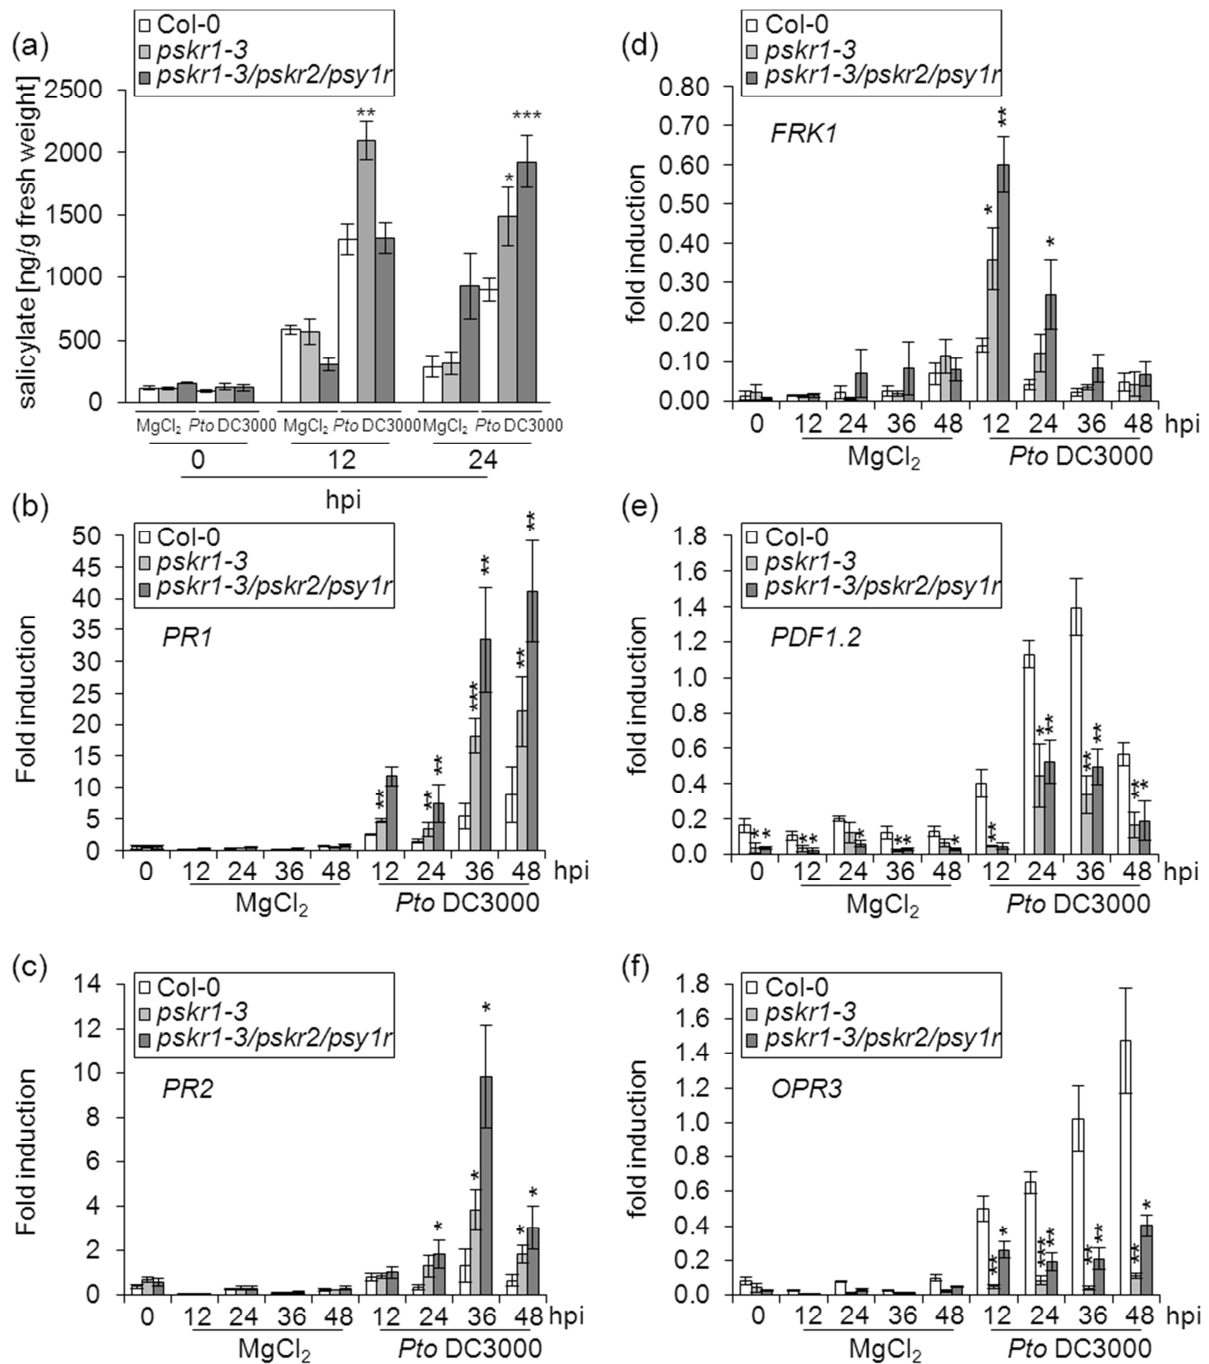 (a)
Col-0
pskr1-3
pskr1-3/pskr2/psy1r
salicylate [ng/g fresh weight]
2500
2000
1500
1000
500
0
** * ***
MgCl2 Pto DC3000 MgCl2 Pto DC3000 MgCl2 Pto DC3000
0 12 24
hpi
(b)
Col-0
pskr1-3
pskr1-3/pskr2/psy1r
PR1
Fold induction
50
45
40
35
30
25
20
15
10
5
0
** ** ** *** ** ** **
0 12 24 36 48 12 24 36 48 hpi
MgCl2 Pto DC3000
(c)
Col-0
pskr1-3
pskr1-3/pskr2/psy1r
PR2
Fold induction
14
12
10
8
6
4
2
0
* * * * *
0 12 24 36 48 12 24 36 48 hpi
MgCl2 Pto DC3000
(d)
Col-0
pskr1-3
pskr1-3/pskr2/psy1r
FRK1
fold induction
0.80
0.70
0.60
0.50
0.40
0.30
0.20
0.10
0.00
* ** *
0 12 24 36 48 12 24 36 48 hpi
MgCl2 Pto DC3000
(e)
Col-0
pskr1-3
pskr1-3/pskr2/psy1r
PDF1.2
fold induction
1.8
1.6
1.4
1.2
1.0
0.8
0.6
0.4
0.2
0.0
* * * * * * * * ** * ** ** ** ** *
0 12 24 36 48 12 24 36 48 hpi
MgCl2 Pto DC3000
(f)
Col-0
pskr1-3
pskr1-3/pskr2/psy1r
OPR3
fold induction
1.8
1.6
1.4
1.2
1.0
0.8
0.6
0.4
0.2
0.0
** * *** ** ** ** ** *
0 12 24 36 48 12 24 36 48 hpi
MgCl2 Pto DC3000